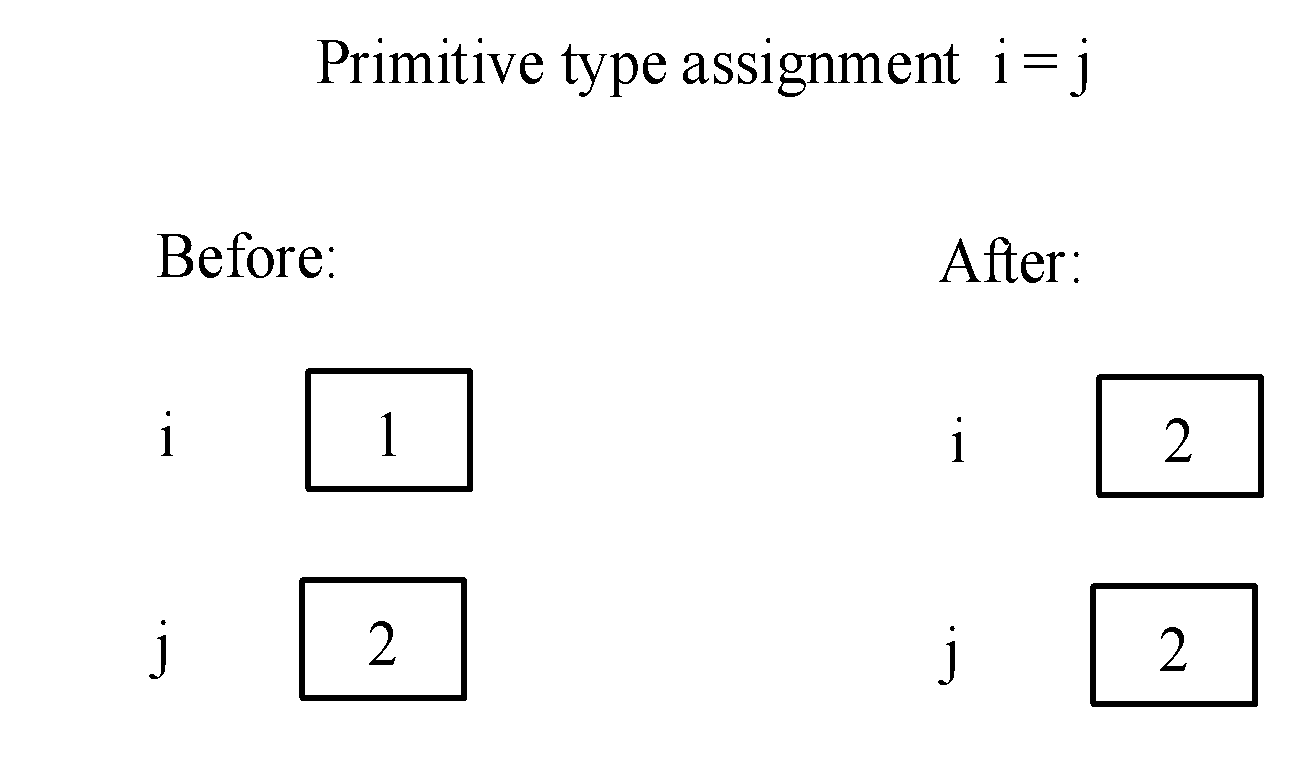 Primitive type assignment i = j
Before:
After:
i 1
i 2
j 2
j 2